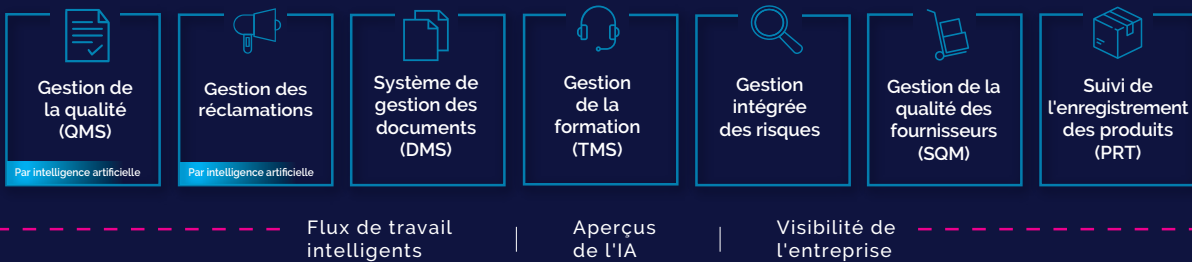 Gestion de
la qualité
(QMS)
Par intelligence artificielle
Gestion des
réclamations
Par intelligence artificielle
Système de
gestion des
documents
(DMS)
Gestion
de la
formation
(TMS)
Gestion
intégrée
des risques
Gestion de la
qualité des
fournisseurs
(SQM)
Suivi de
l'enregistrement
des produits
(PRT)
Flux de travail
intelligents
Aperçus
de l'IA
Visibilité de
l'entreprise